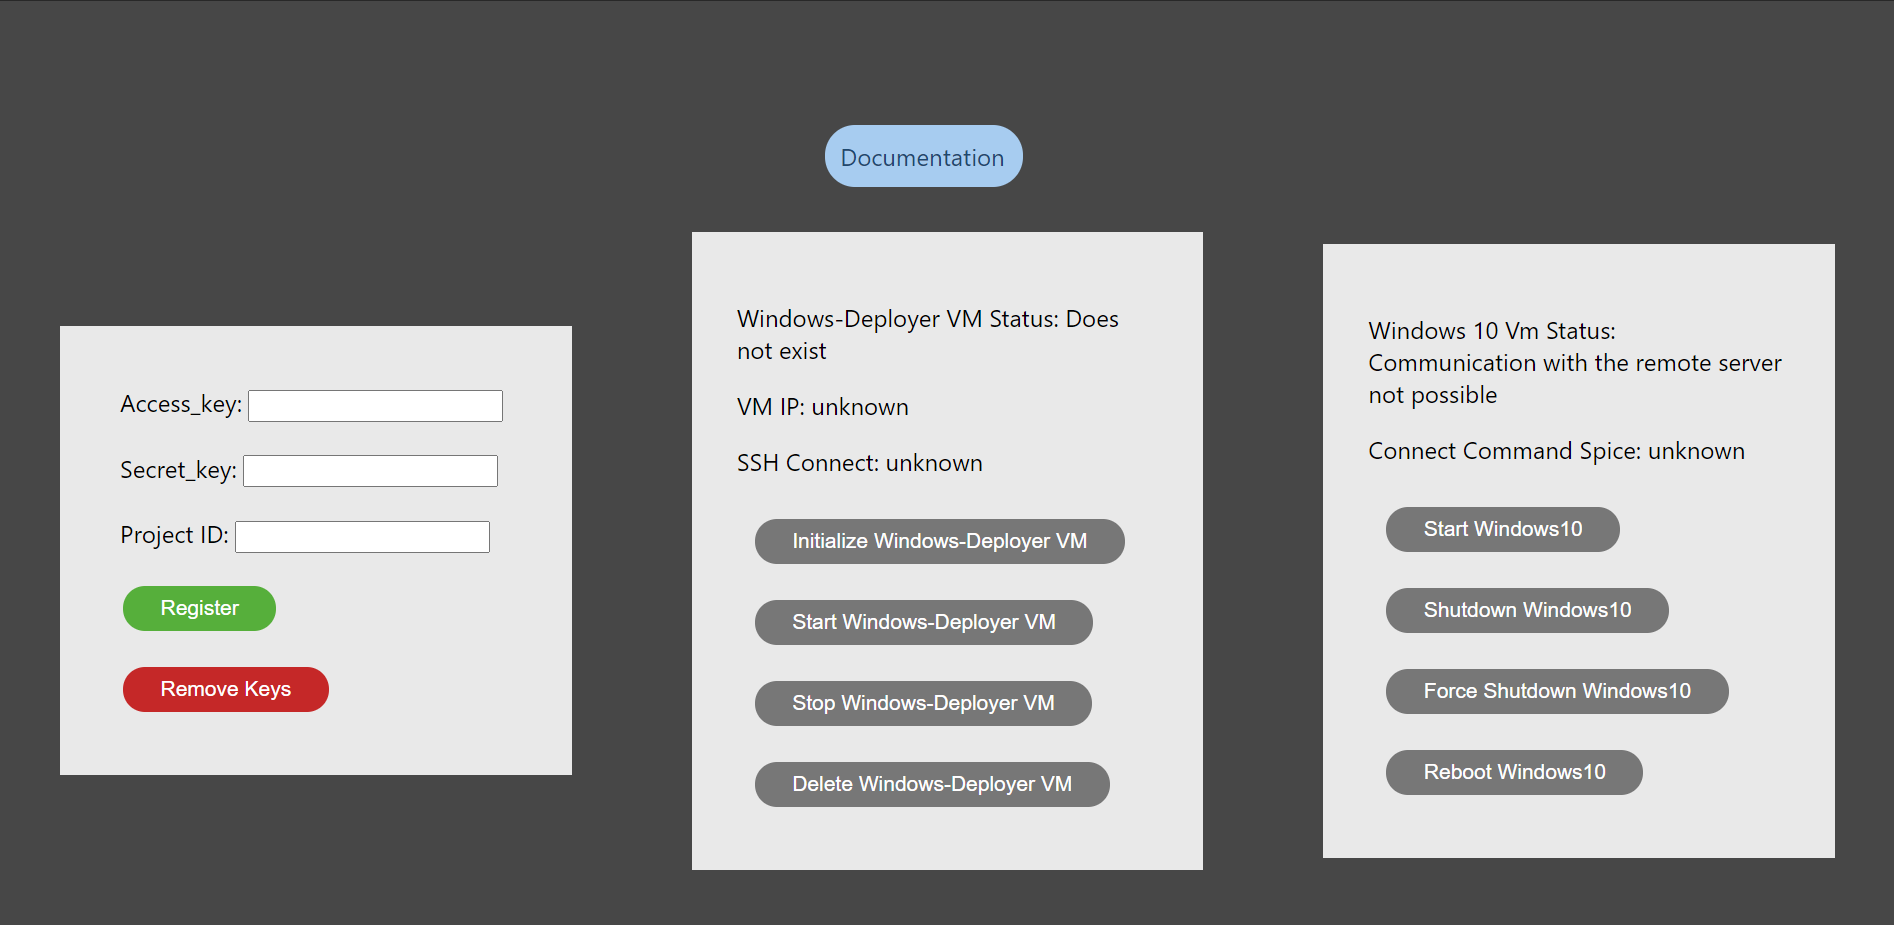 Documentation
Access_key:
Secret_key:
Project ID:
Register
Remove Keys
Windows-Deployer VM Status: Does
not exist
VM IP: unknown
SSH Connect: unknown
Initialize Windows-Deployer VM
Start Windows-Deployer VM
Stop Windows-Deployer VM
Delete Windows-Deployer VM
Windows 10 Vm Status:
Communication with the remote server
not possible
Connect Command Spice: unknown
Start Windows10
Shutdown Windows10
Force Shutdown Windows10
Reboot Windows10